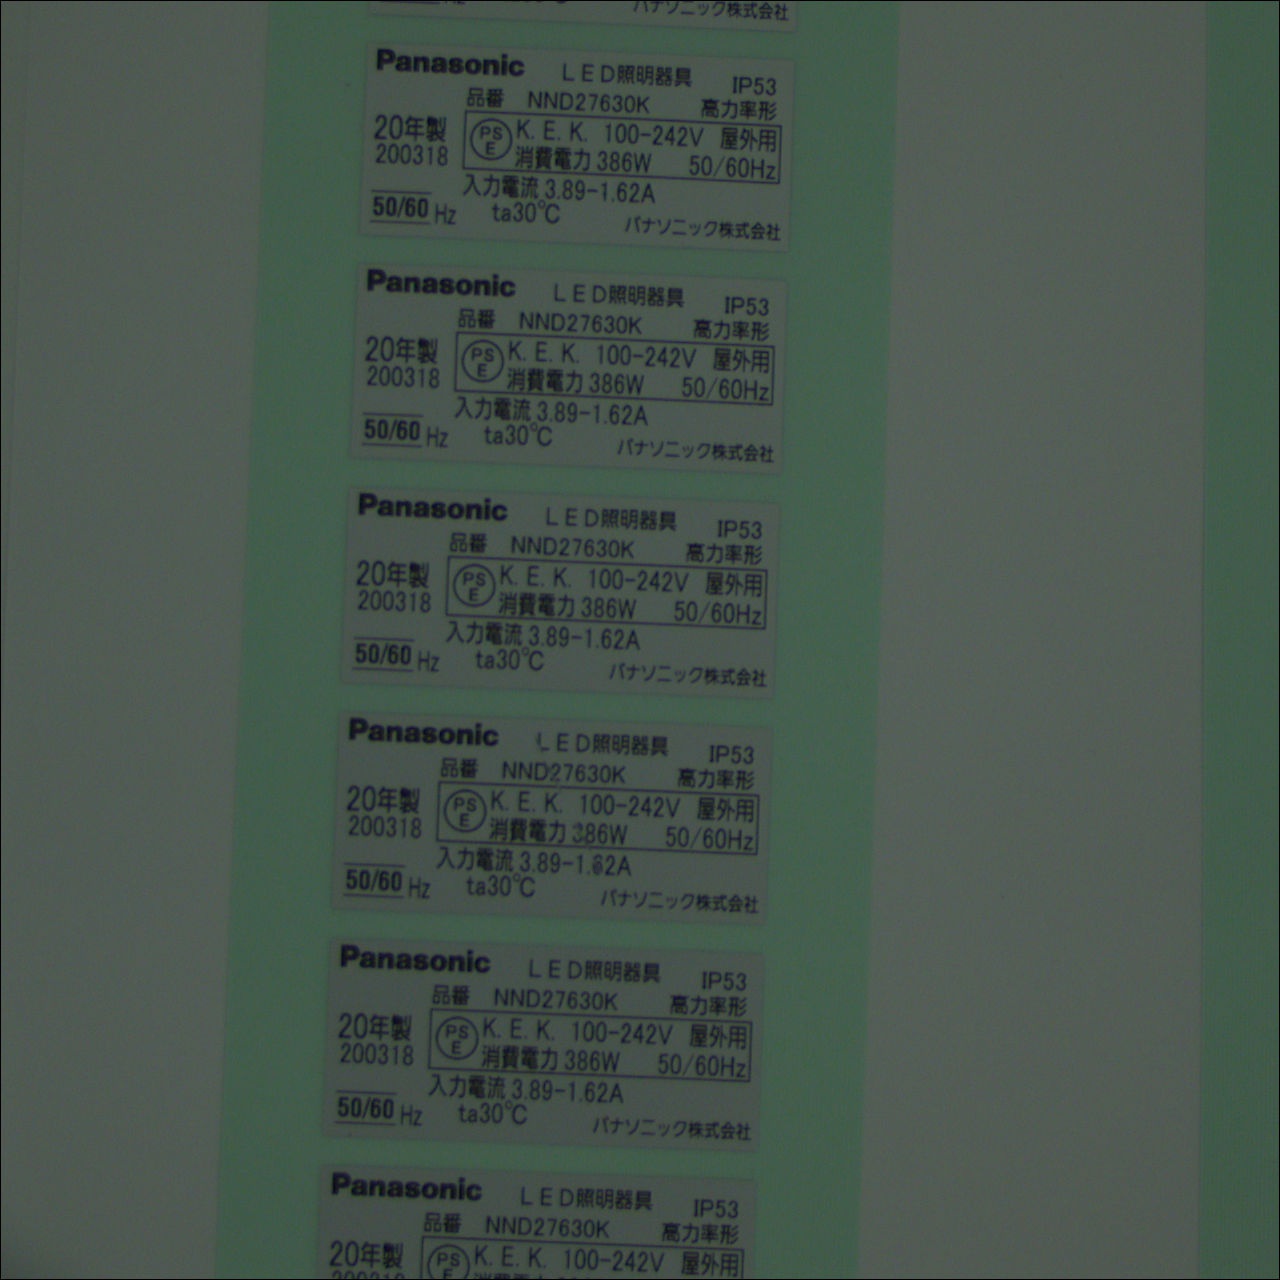 パナソニック株式会社
Panasonic LED照明器具 IP53
品番 NND27630K 高力率形
20年製 PS E K.E.K. 100-242V 屋外用
200318 消費電力 386W 50/60Hz
入力電流 3.89-1.62A
50/60 Hz ta30℃ パナソニック株式会社
Panasonic LED照明器具 IP53
品番 NND27630K 高力率形
20年製 PS E K.E.K. 100-242V 屋外用
200318 消費電力 386W 50/60Hz
入力電流 3.89-1.62A
50/60 Hz ta30℃ パナソニック株式会社
Panasonic LED照明器具 IP53
品番 NND27630K 高力率形
20年製 PS E K.E.K. 100-242V 屋外用
200318 消費電力 386W 50/60Hz
入力電流 3.89-1.62A
50/60 Hz ta30℃ パナソニック株式会社
Panasonic LED照明器具 IP53
品番 NND27630K 高力率形
20年製 PS E K.E.K. 100-242V 屋外用
200318 消費電力 386W 50/60Hz
入力電流 3.89-1.62A
50/60 Hz ta30℃ パナソニック株式会社
Panasonic LED照明器具 IP53
品番 NND27630K 高力率形
20年製 PS E K.E.K. 100-242V 屋外用
200318 消費電力 386W 50/60Hz
入力電流 3.89-1.62A
50/60 Hz ta30℃ パナソニック株式会社
Panasonic LED照明器具 IP53
品番 NND27630K 高力率形
20年製 PS E K.E.K. 100-242V 屋外用